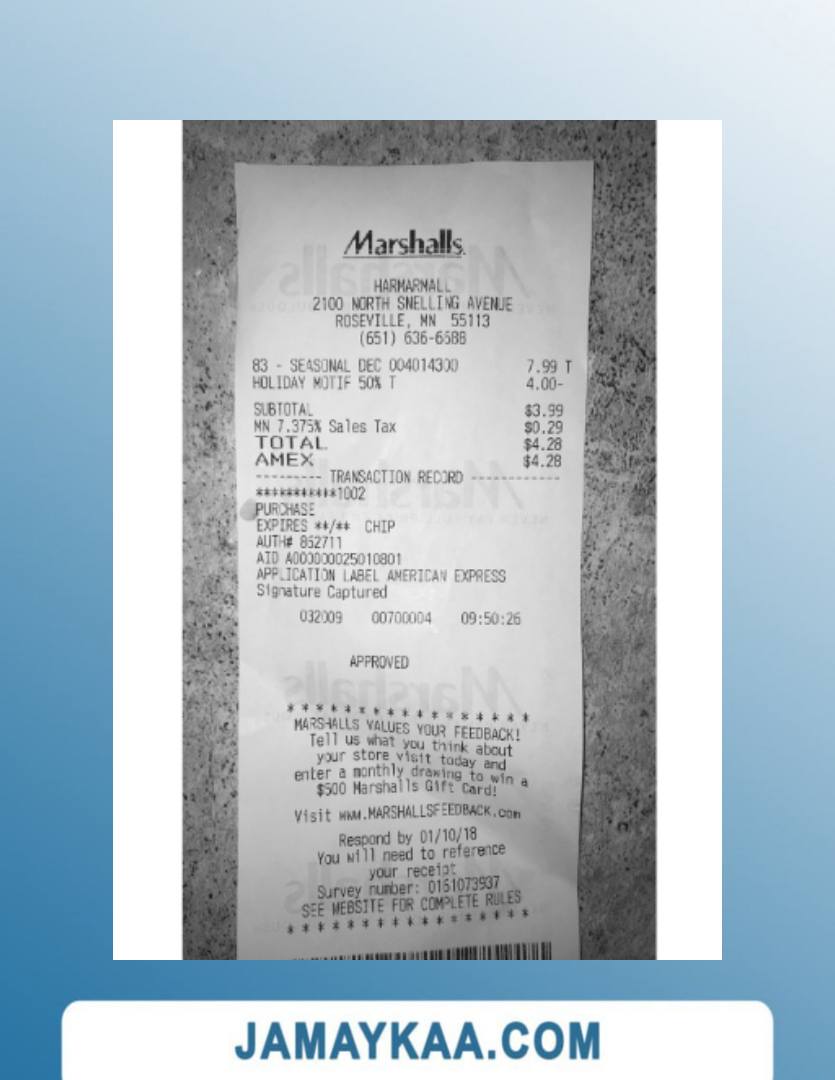 Marshalls
HARMARMALL
2100 NORTH SNELLING AVENUE
ROSEVILLE, MN 55113
(651) 636-6588
83 - SEASONAL DEC 004014300 7.99 T
HOLIDAY MOTIF 50% T 4.00-
SUBTOTAL $3.99
MN 7.375% Sales Tax $0.29
TOTAL $4.28
AMEX $4.28
--------- TRANSACTION RECORD ------------
***********1002
PURCHASE
EXPIRES **/** CHIP
AUTH# 852711
AID A000000025010801
APPLICATION LABEL AMERICAN EXPRESS
Signature Captured
032009 00700004 09:50:26
APPROVED
* * * * * * * * * * * * * * * * *
MARSHALLS VALUES YOUR FEEDBACK!
Tell us what you think about
your store visit today and
enter a monthly drawing to win a
$500 Marshalls Gift Card!
Visit www.MARSHALLSFEEDBACK.com
Respond by 01/10/18
You will need to reference
your receipt
Survey number: 0161073937
SEE WEBSITE FOR COMPLETE RULES
* * * * * * * * * * * * * * * * *
JAMAYKAA.COM